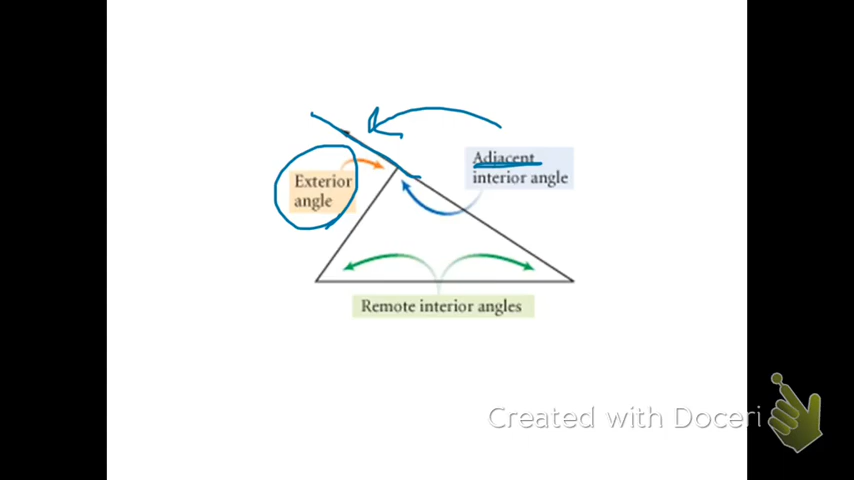 Exterior
angle
Adjacent
interior angle
Remote interior angles
Created with Doceri